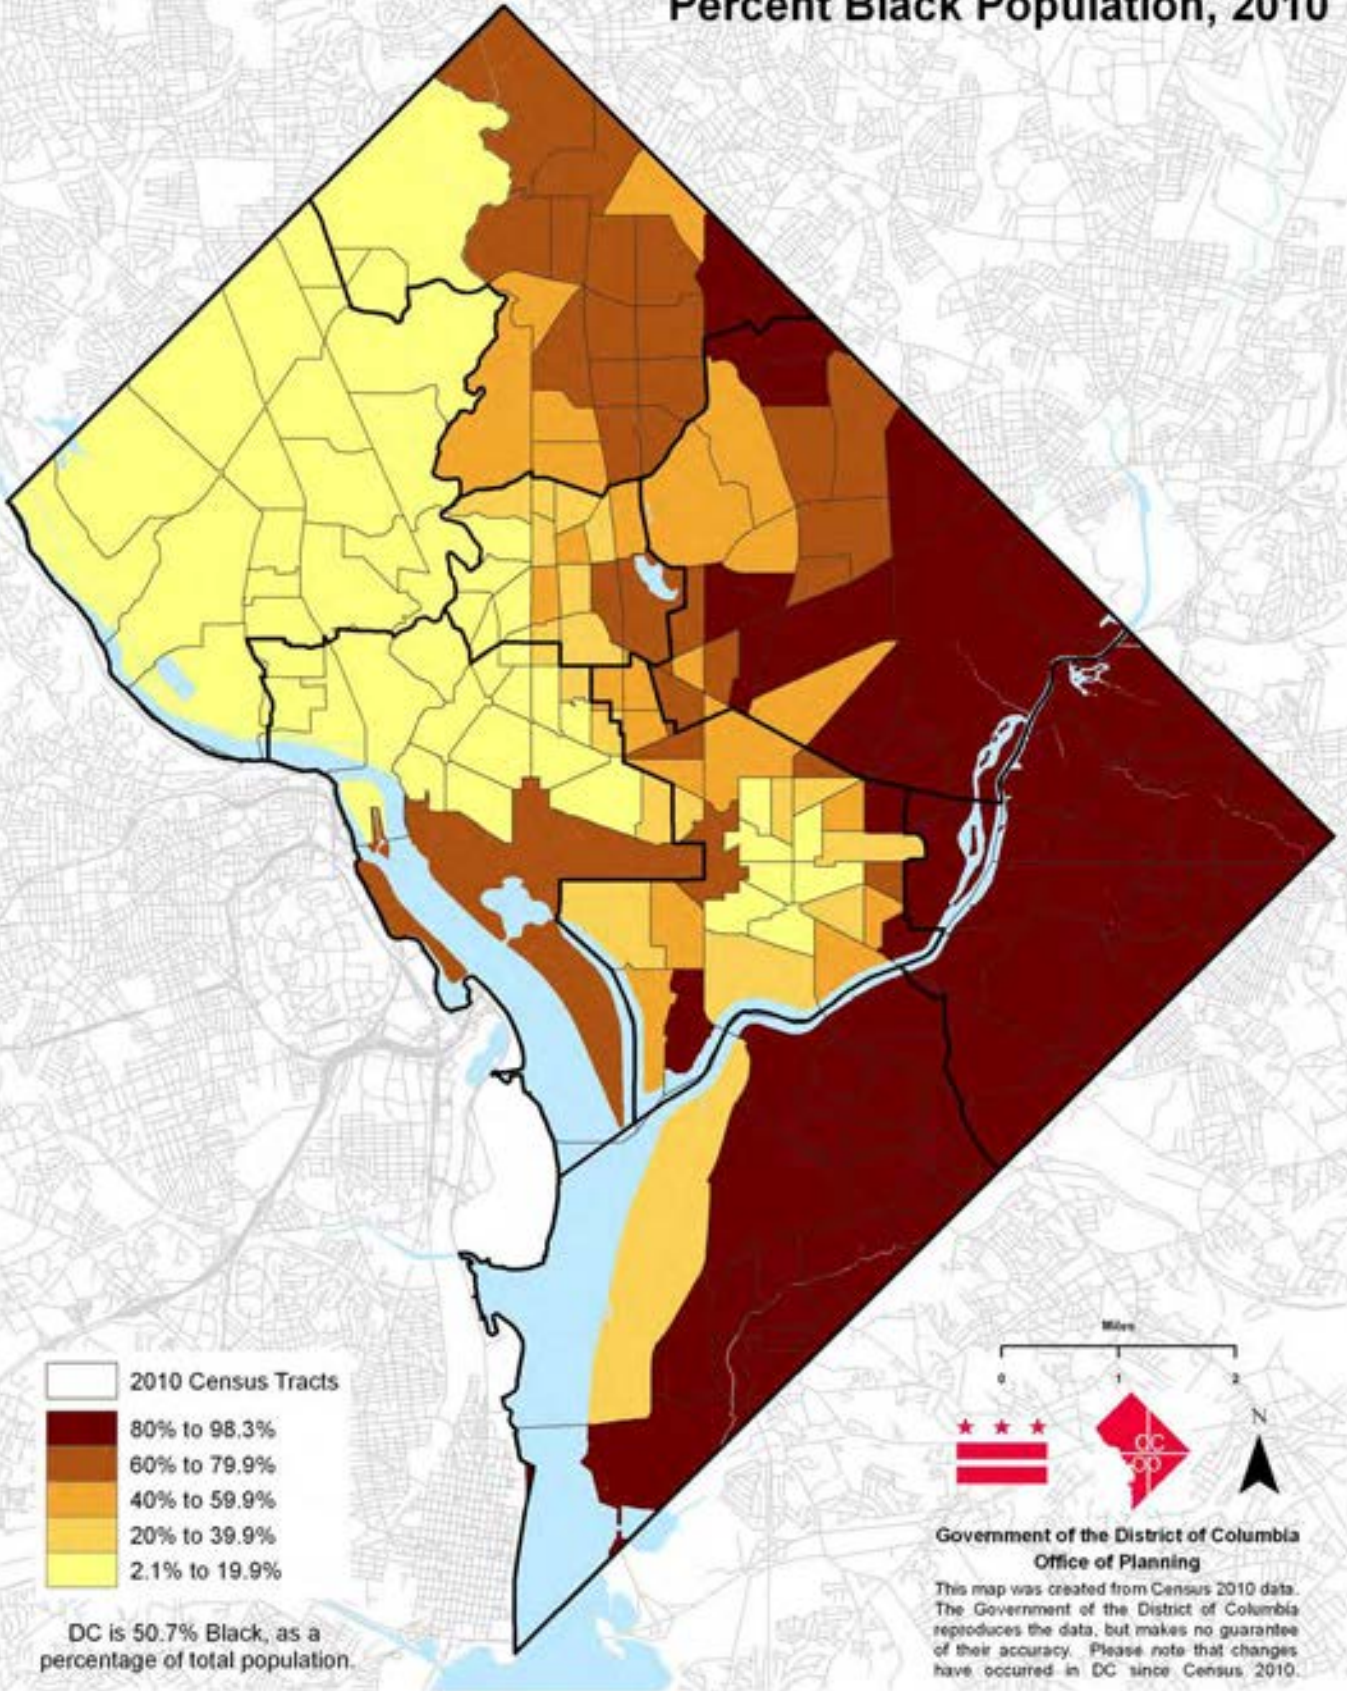 Percent Black Population, 2010
2010 Census Tracts
80% to 98.3%
60% to 79.9%
40% to 59.9%
20% to 39.9%
2.1% to 19.9%
DC is 50.7% Black, as a
percentage of total population.
Miles
0 1 2
N
dc
op
Government of the District of Columbia
Office of Planning
This map was created from Census 2010 data.
The Government of the District of Columbia
reproduces the data, but makes no guarantee
of their accuracy. Please note that changes
have occurred in DC since Census 2010.